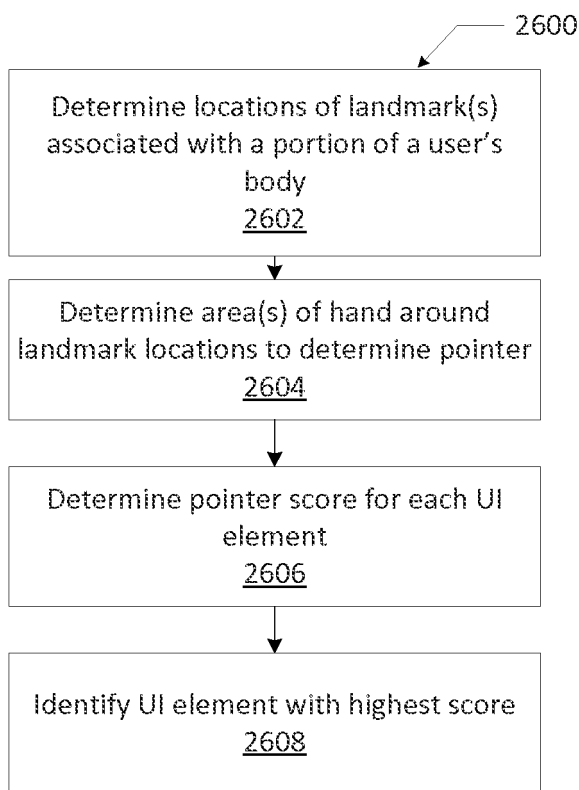 2600
Determine locations of landmark(s)
associated with a portion of a user's
body
2602
Determine area(s) of hand around
landmark locations to determine pointer
2604
Determine pointer score for each UI
element
2606
Identify UI element with highest score
2608